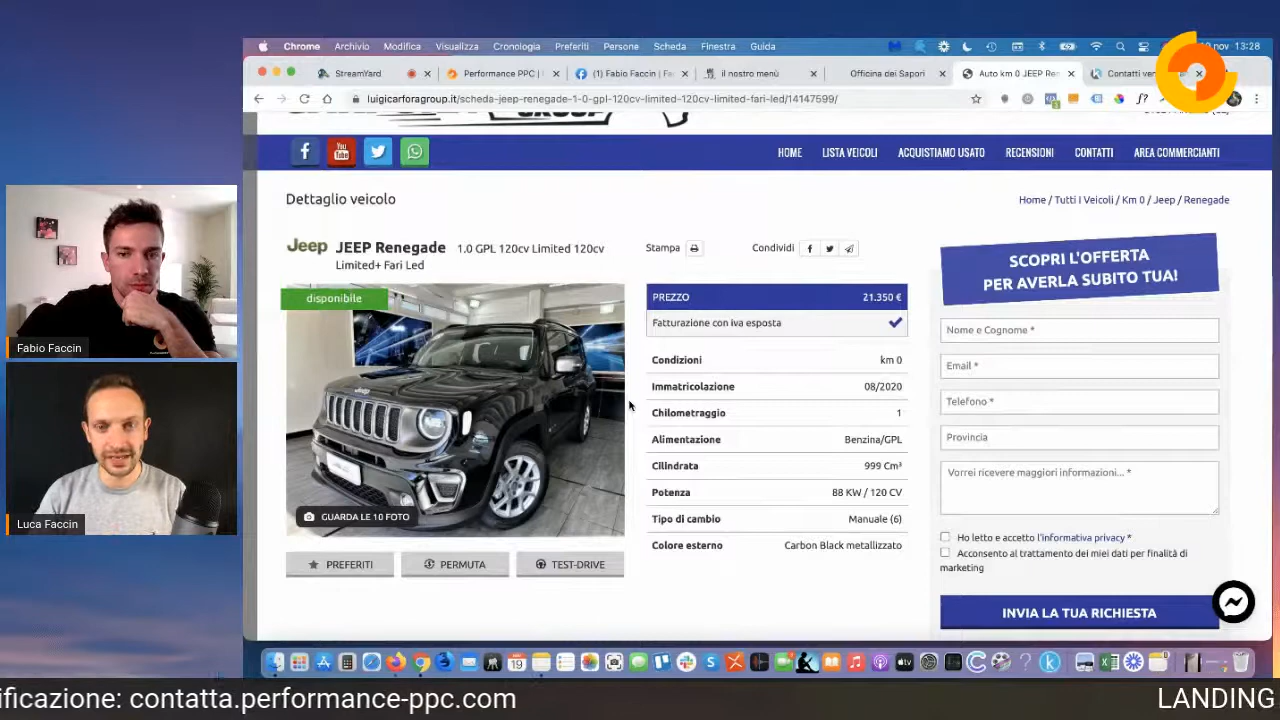 Chrome Archivio Modifica Visualizza Cronologia Preferiti Persone Scheda Finestra Guida
nov 13:28
StreamYard
Performance PPC |
(1) Fabio Faccin | Fa
il nostro menù
Officina dei Sapori
Auto km 0 JEEP Re
Contatti
luigicarforagroup.it/scheda-jeep-renegade-1-0-gpl-120cv-limited-120cv-limited-fari-led/14147599/
HOME LISTA VEICOLI ACQUISTIAMO USATO RECENSIONI CONTATTI AREA COMMERCIANTI
Dettaglio veicolo
Home / Tutti I Veicoli / Km 0 / Jeep / Renegade
Jeep JEEP Renegade 1.0 GPL 120cv Limited 120cv
Limited+ Fari Led
Stampa
Condividi
disponibile
GUARDA LE 10 FOTO
PREFERITI PERMUTA TEST-DRIVE
PREZZO 21.350 €
Fatturazione con iva esposta
Condizioni km 0
Immatricolazione 08/2020
Chilometraggio 1
Alimentazione Benzina/GPL
Cilindrata 999 Cm³
Potenza 88 KW / 120 CV
Tipo di cambio Manuale (6)
Colore esterno Carbon Black metallizzato
SCOPRI L'OFFERTA
PER AVERLA SUBITO TUA!
Nome e Cognome *
Email *
Telefono *
Provincia
Vorrei ricevere maggiori informazioni... *
Ho letto e accetto l'informativa privacy *
Acconsento al trattamento dei miei dati per finalità di
marketing
INVIA LA TUA RICHIESTA
Fabio Faccin
Luca Faccin
ificazione: contatta.performance-ppc.com
LANDING